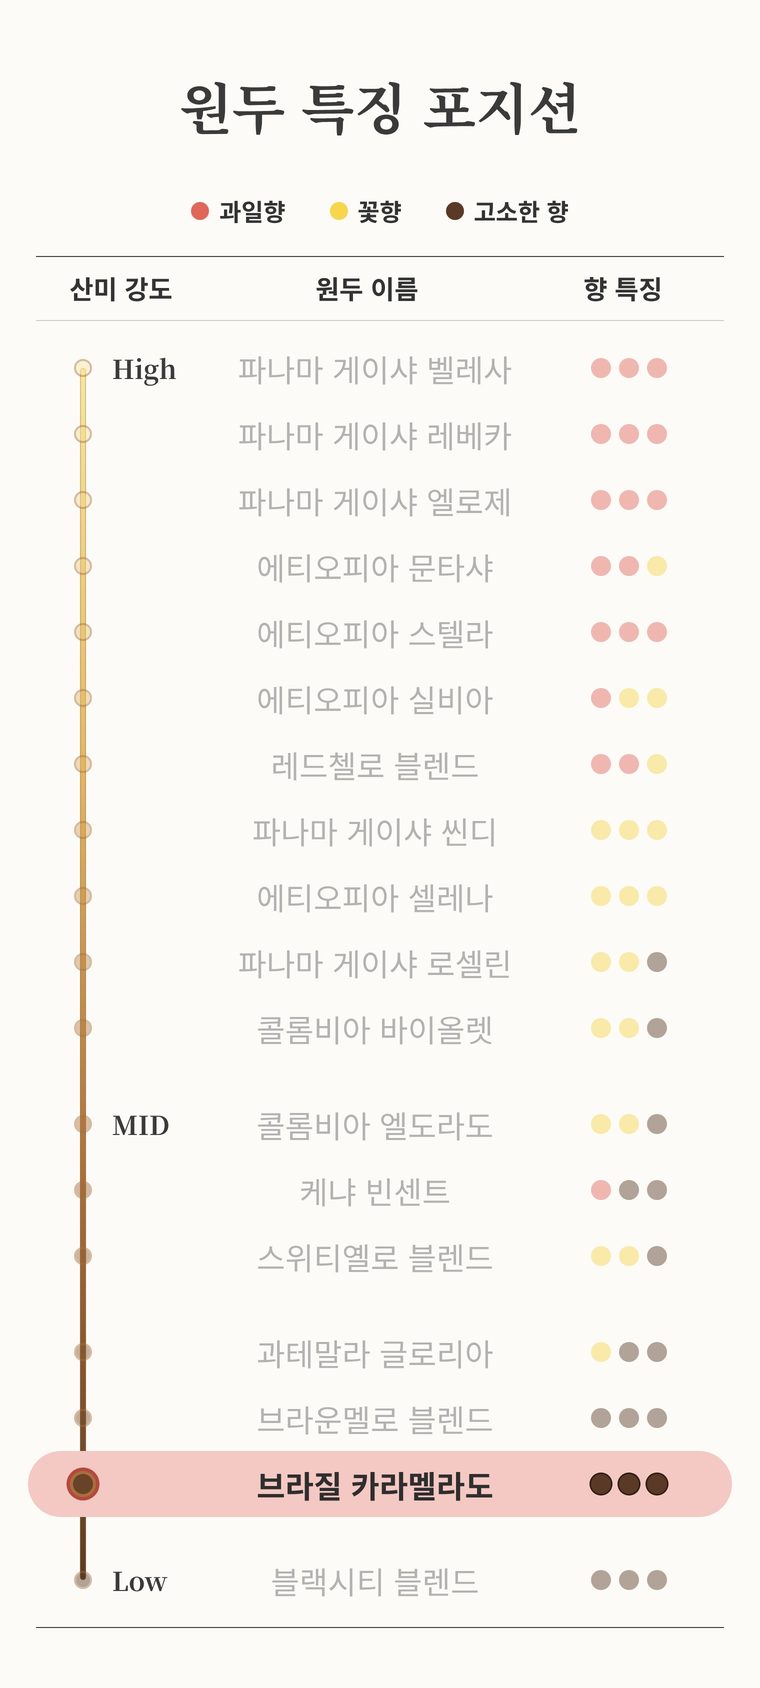 원두 특징 포지션
과일향 꽃향 고소한 향
산미 강도 원두 이름 향 특징
High 파나마 게이샤 벨레사
파나마 게이샤 레베카
파나마 게이샤 엘로제
에티오피아 문타샤
에티오피아 스텔라
에티오피아 실비아
레드첼로 블렌드
파나마 게이샤 씬디
에티오피아 셀레나
파나마 게이샤 로셀린
콜롬비아 바이올렛
MID 콜롬비아 엘도라도
케냐 빈센트
스위티옐로 블렌드
과테말라 글로리아
브라운멜로 블렌드
브라질 카라멜라도
Low 블랙시티 블렌드